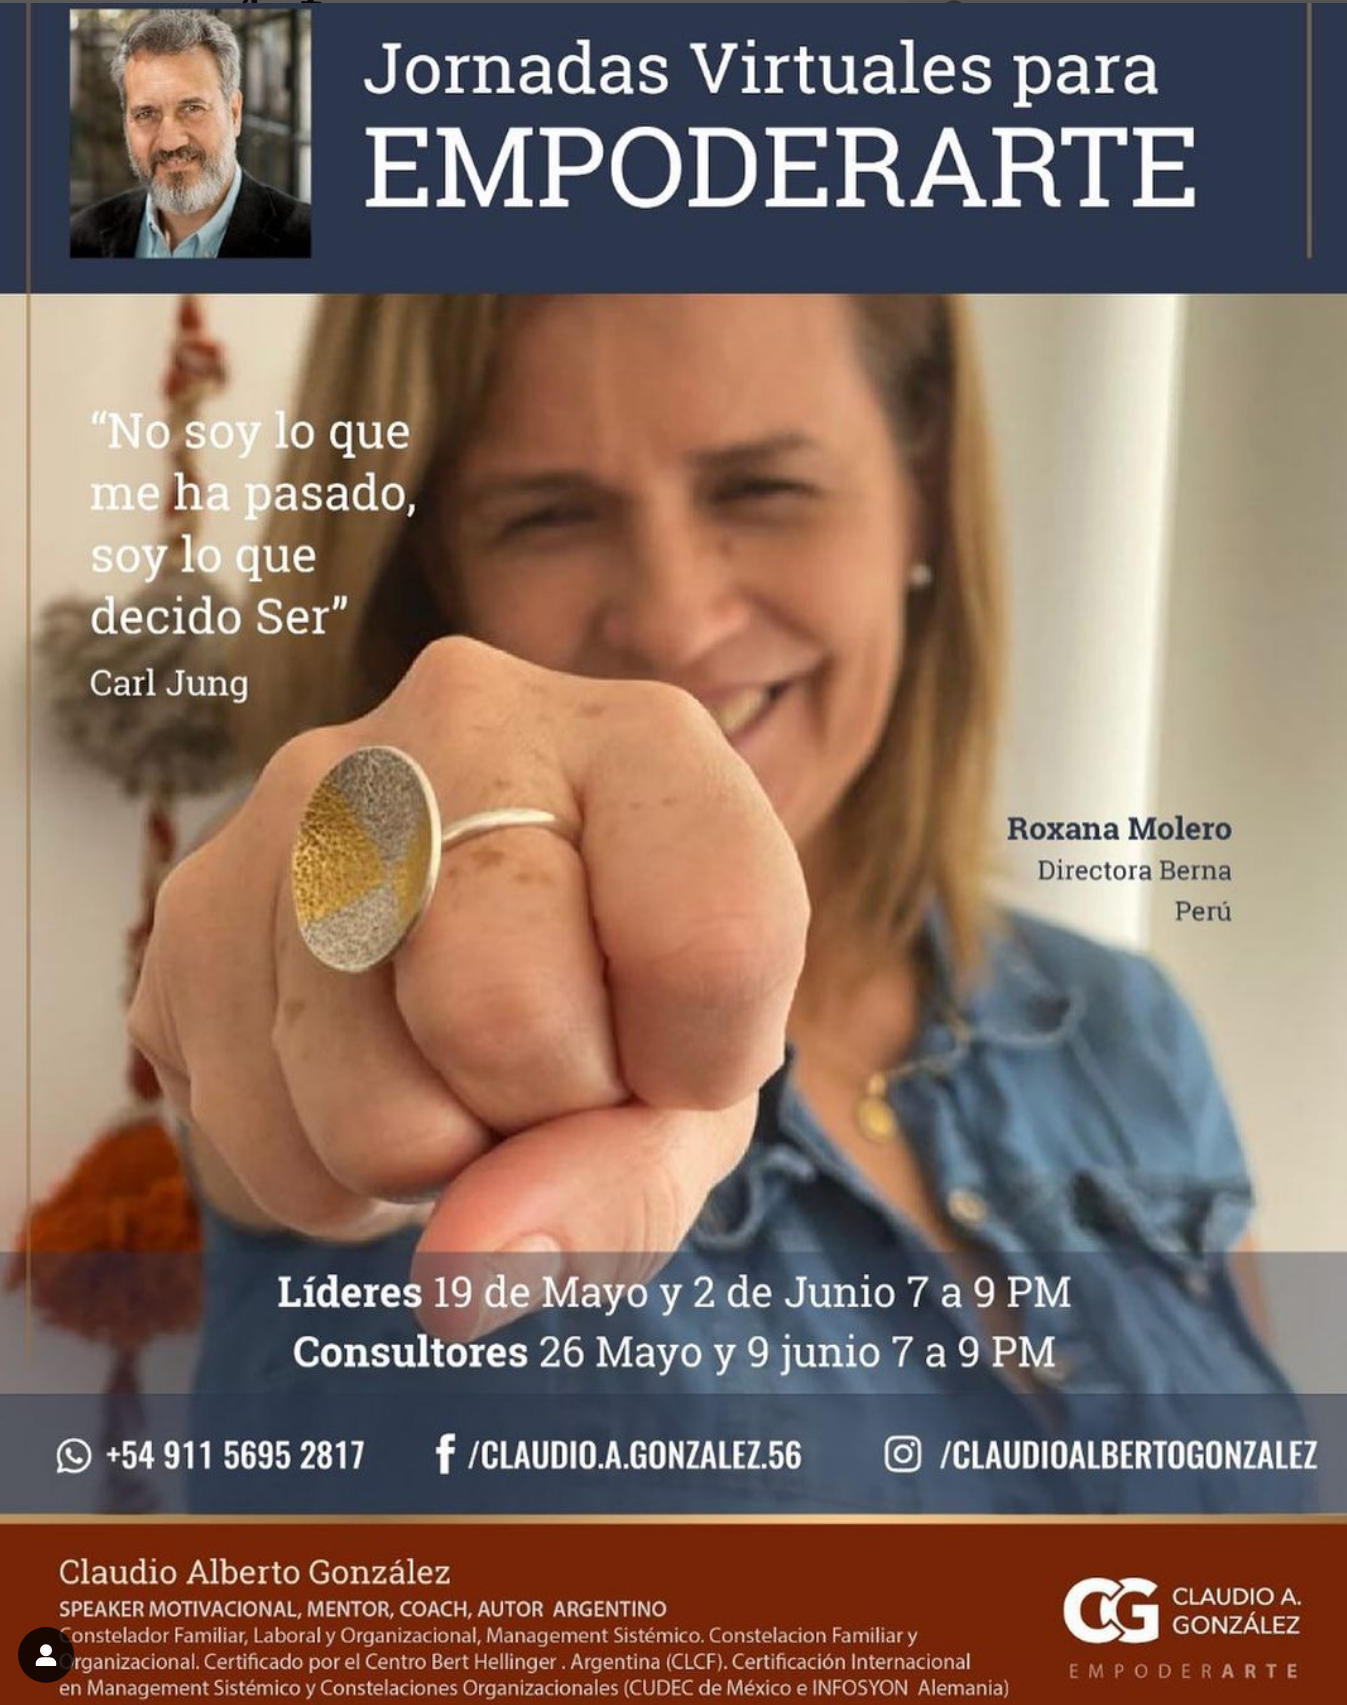 Jornadas Virtuales para
EMPODERARTE
“No soy lo que
me ha pasado,
soy lo que
decido Ser”
Carl Jung
Roxana Molero
Directora Berna
Perú
Líderes 19 de Mayo y 2 de Junio 7 a 9 PM
Consultores 26 Mayo y 9 junio 7 a 9 PM
+54 911 5695 2817
/CLAUDIO.A.GONZALEZ.56
/CLAUDIOALBERTOGONZALEZ
Claudio Alberto González
SPEAKER MOTIVACIONAL, MENTOR, COACH, AUTOR ARGENTINO
Constelador Familiar, Laboral y Organizacional, Management Sistémico. Constelacion Familiar y
Organizacional. Certificado por el Centro Bert Hellinger . Argentina (CLCF). Certificación Internacional
en Management Sistémico y Constelaciones Organizacionales (CUDEC de México e INFOSYON Alemania)
CG
CLAUDIO A.
GONZÁLEZ
EMPODERARTE